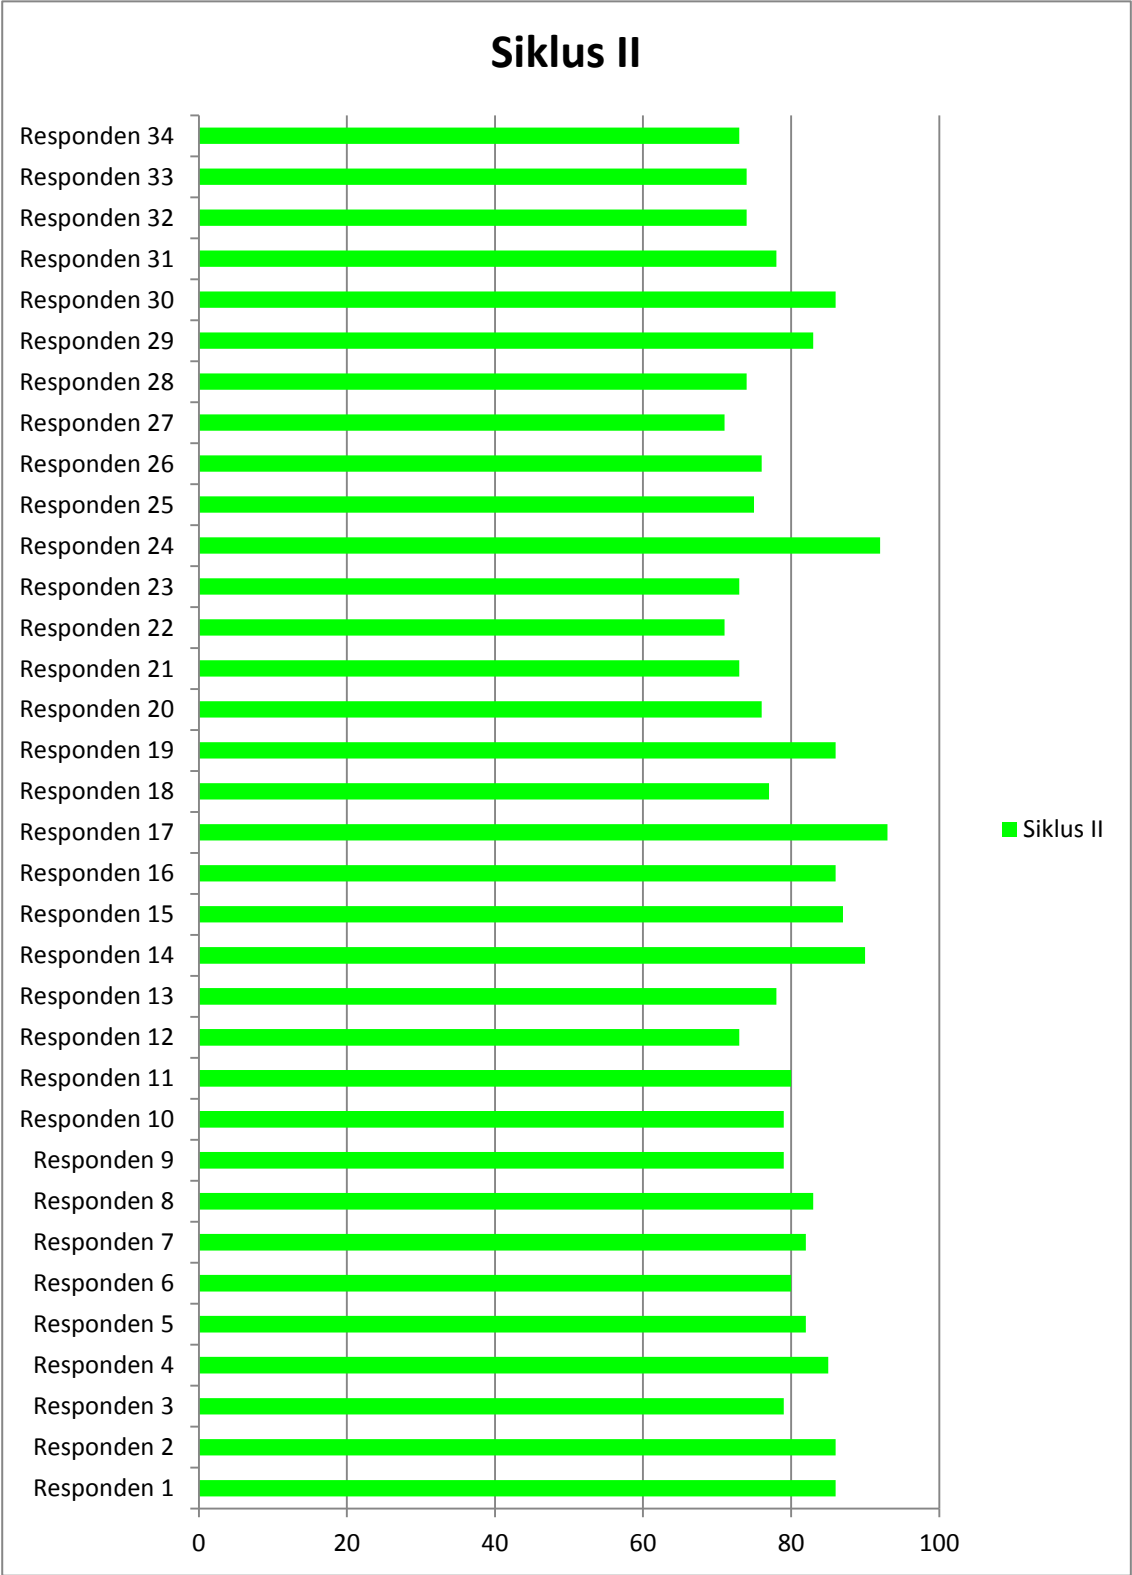 Siklus II
Responden 34
Responden 33
Responden 32
Responden 31
Responden 30
Responden 29
Responden 28
Responden 27
Responden 26
Responden 25
Responden 24
Responden 23
Responden 22
Responden 21
Responden 20
Responden 19
Responden 18
Responden 17
Siklus II
Responden 16
Responden 15
Responden 14
Responden 13
Responden 12
Responden 11
Responden 10
Responden 9
Responden 8
Responden 7
Responden 6
Responden 5
Responden 4
Responden 3
Responden 2
Responden 1
0 20 40 60 80 100